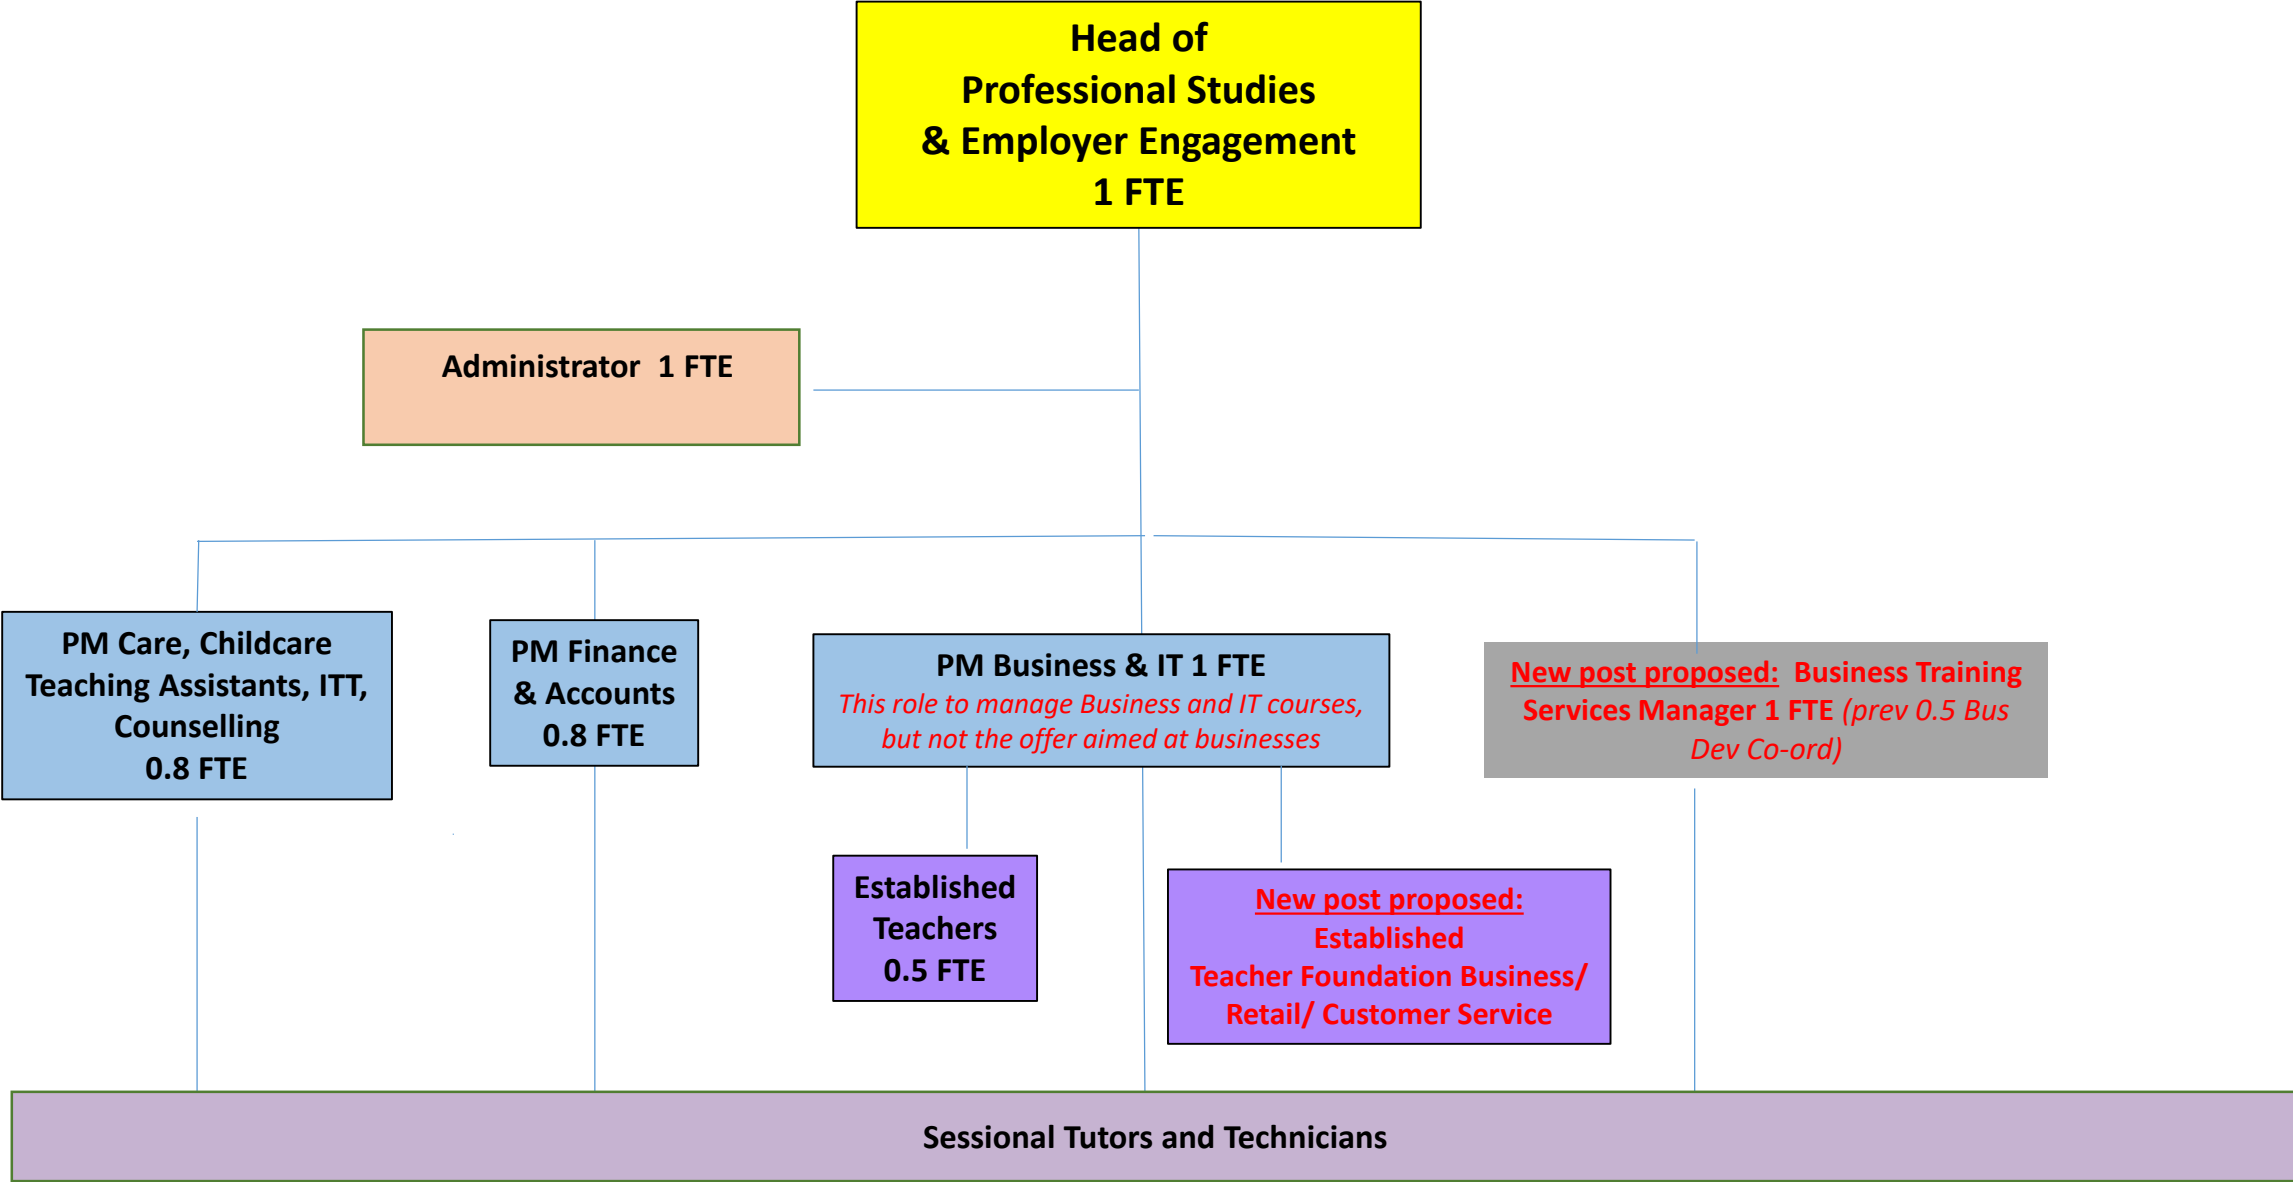 Head of
Professional Studies
& Employer Engagement
1 FTE
Administrator  1 FTE
PM Care, Childcare
Teaching Assistants, ITT,
Counselling
0.8 FTE
PM Finance
& Accounts
0.8 FTE
PM Business & IT 1 FTE
This role to manage Business and IT courses,
but not the offer aimed at businesses
New post proposed:  Business Training
Services Manager 1 FTE (prev 0.5 Bus
Dev Co-ord)
Established
Teachers
0.5 FTE
New post proposed:
Established
Teacher Foundation Business/
Retail/ Customer Service
Sessional Tutors and Technicians